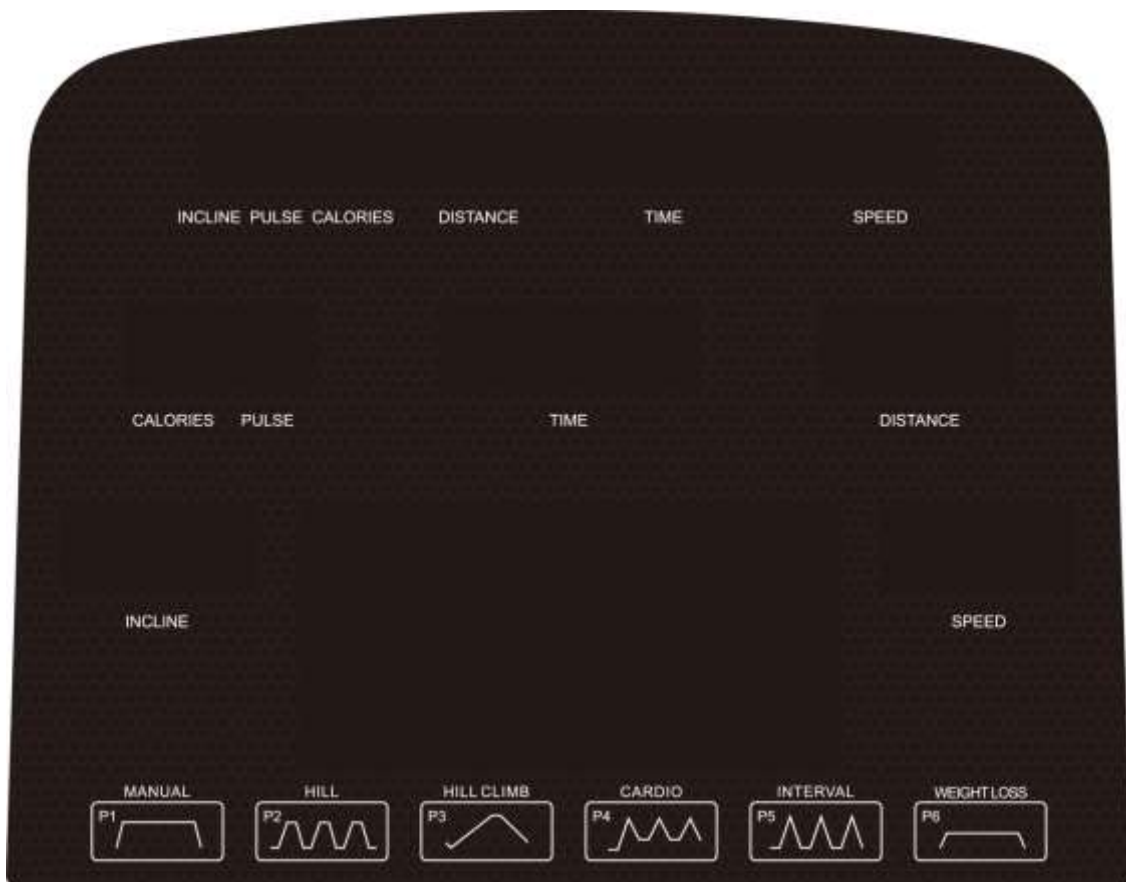 INCLINE PULSE CALORIES DISTANCE TIME SPEED
CALORIES PULSE TIME DISTANCE
INCLINE SPEED
MANUAL HILL HILL CLIMB CARDIO INTERVAL WEIGHT LOSS
P1 P2 P3 P4 P5 P6